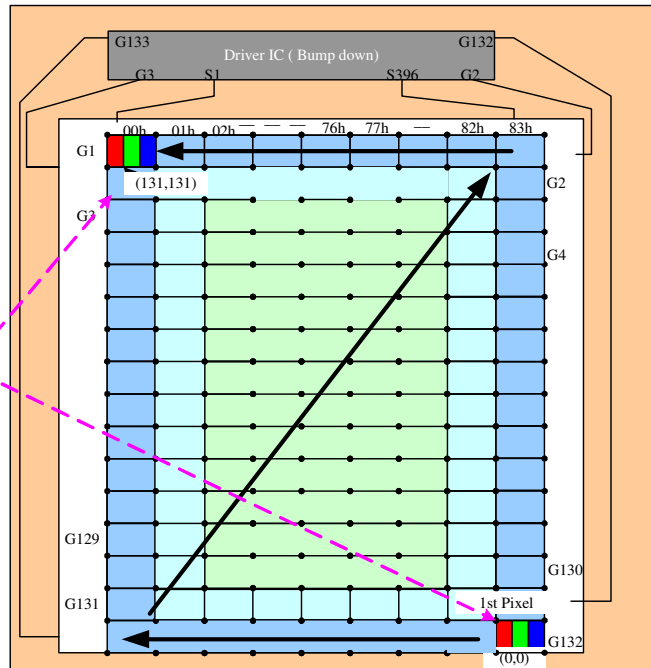 G133 G132
Driver IC ( Bump down)
G3 S1 S396 G2
00h 01h 02h — — — 76h 77h — 82h 83h
G1
(131,131) G2
G3
G4
G129
G130
G131 1st Pixel
G132
(0,0)